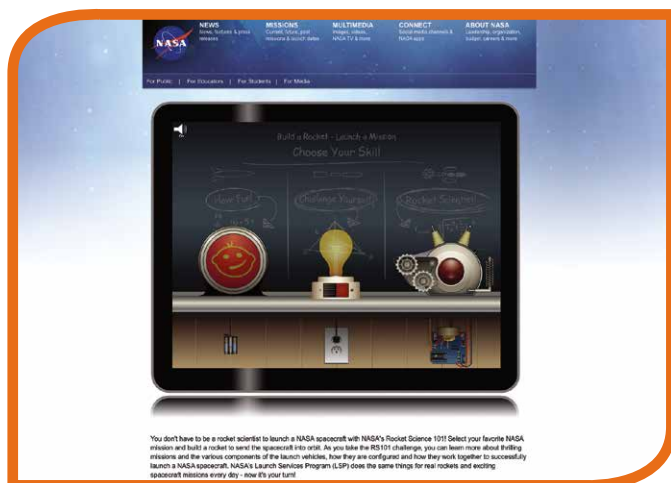 NASA
NEWS
News, features & press
releases
MISSIONS
Current, future, past
missions & launch dates
MULTIMEDIA
Images, videos,
NASA TV & more
CONNECT
Social media channels &
NASA apps
ABOUT NASA
Leadership, organization,
budget, careers & more
For Public | For Educators | For Students | For Media
Build a Rocket - Launch a Mission
Choose Your Skill
Have Fun!
Challenge Yourself
Rocket Scientist!
You don't have to be a rocket scientist to launch a NASA spacecraft with NASA's Rocket Science 101! Select your favorite NASA
mission and build a rocket to send the spacecraft into orbit. As you take the RS101 challenge, you can learn more about thrilling
missions and the various components of the launch vehicles, how they are configured and how they work together to successfully
launch a NASA spacecraft. NASA's Launch Services Program (LSP) does the same things for real rockets and exciting
spacecraft missions every day - now it's your turn!